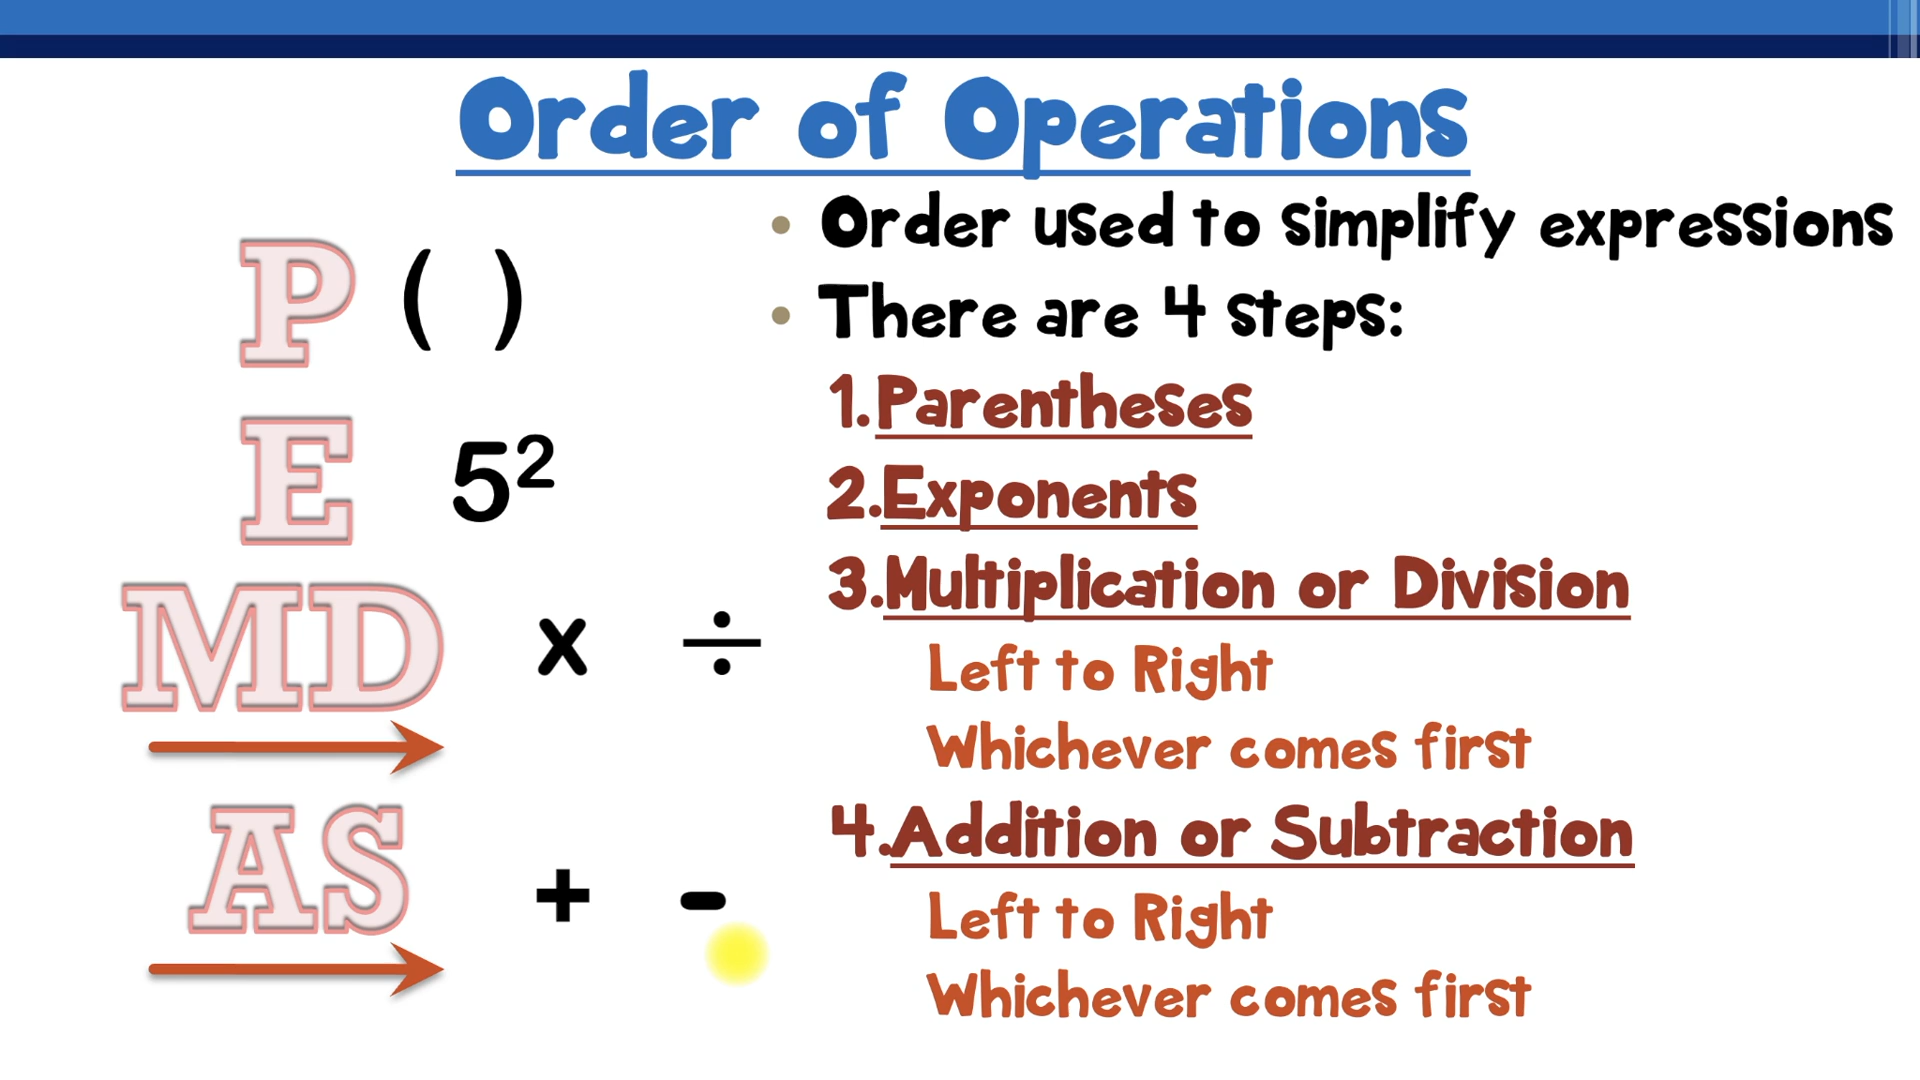 Order of Operations
• Order used to simplify expressions
• There are 4 steps:
P ( )
1.Parentheses
E 5²
2.Exponents
MD x ÷
3.Multiplication or Division
Left to Right
Whichever comes first
AS + -
4.Addition or Subtraction
Left to Right
Whichever comes first